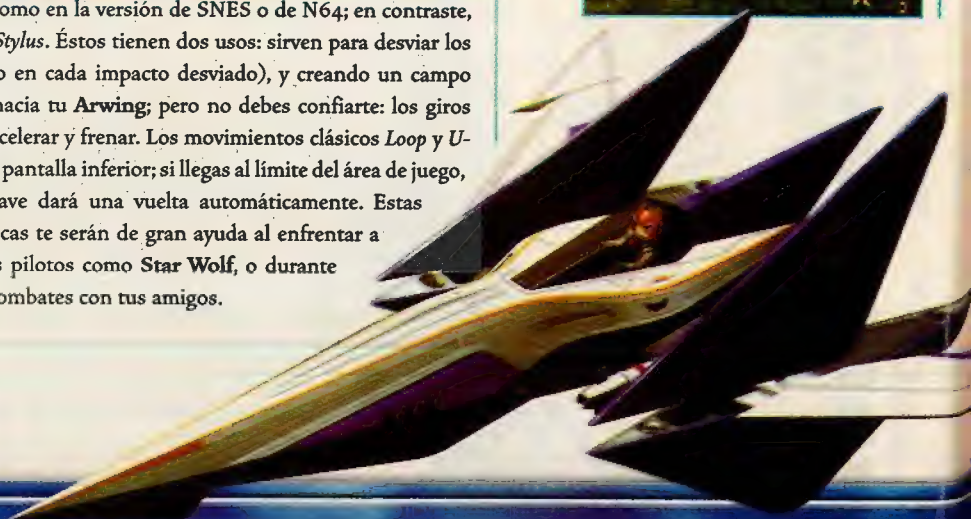 omo en la versión de SNES o de N64; en contraste,
Stylus. Éstos tienen dos usos: sirven para desviar los
o en cada impacto desviado), y creando un campo
hacia tu Arwing; pero no debes confiarte: los giros
celerar y frenar. Los movimientos clásicos Loop y U-
pantalla inferior; si llegas al límite del área de juego,
ave dará una vuelta automáticamente. Estas
cas te serán de gran ayuda al enfrentar a
s pilotos como Star Wolf, o durante
ombates con tus amigos.